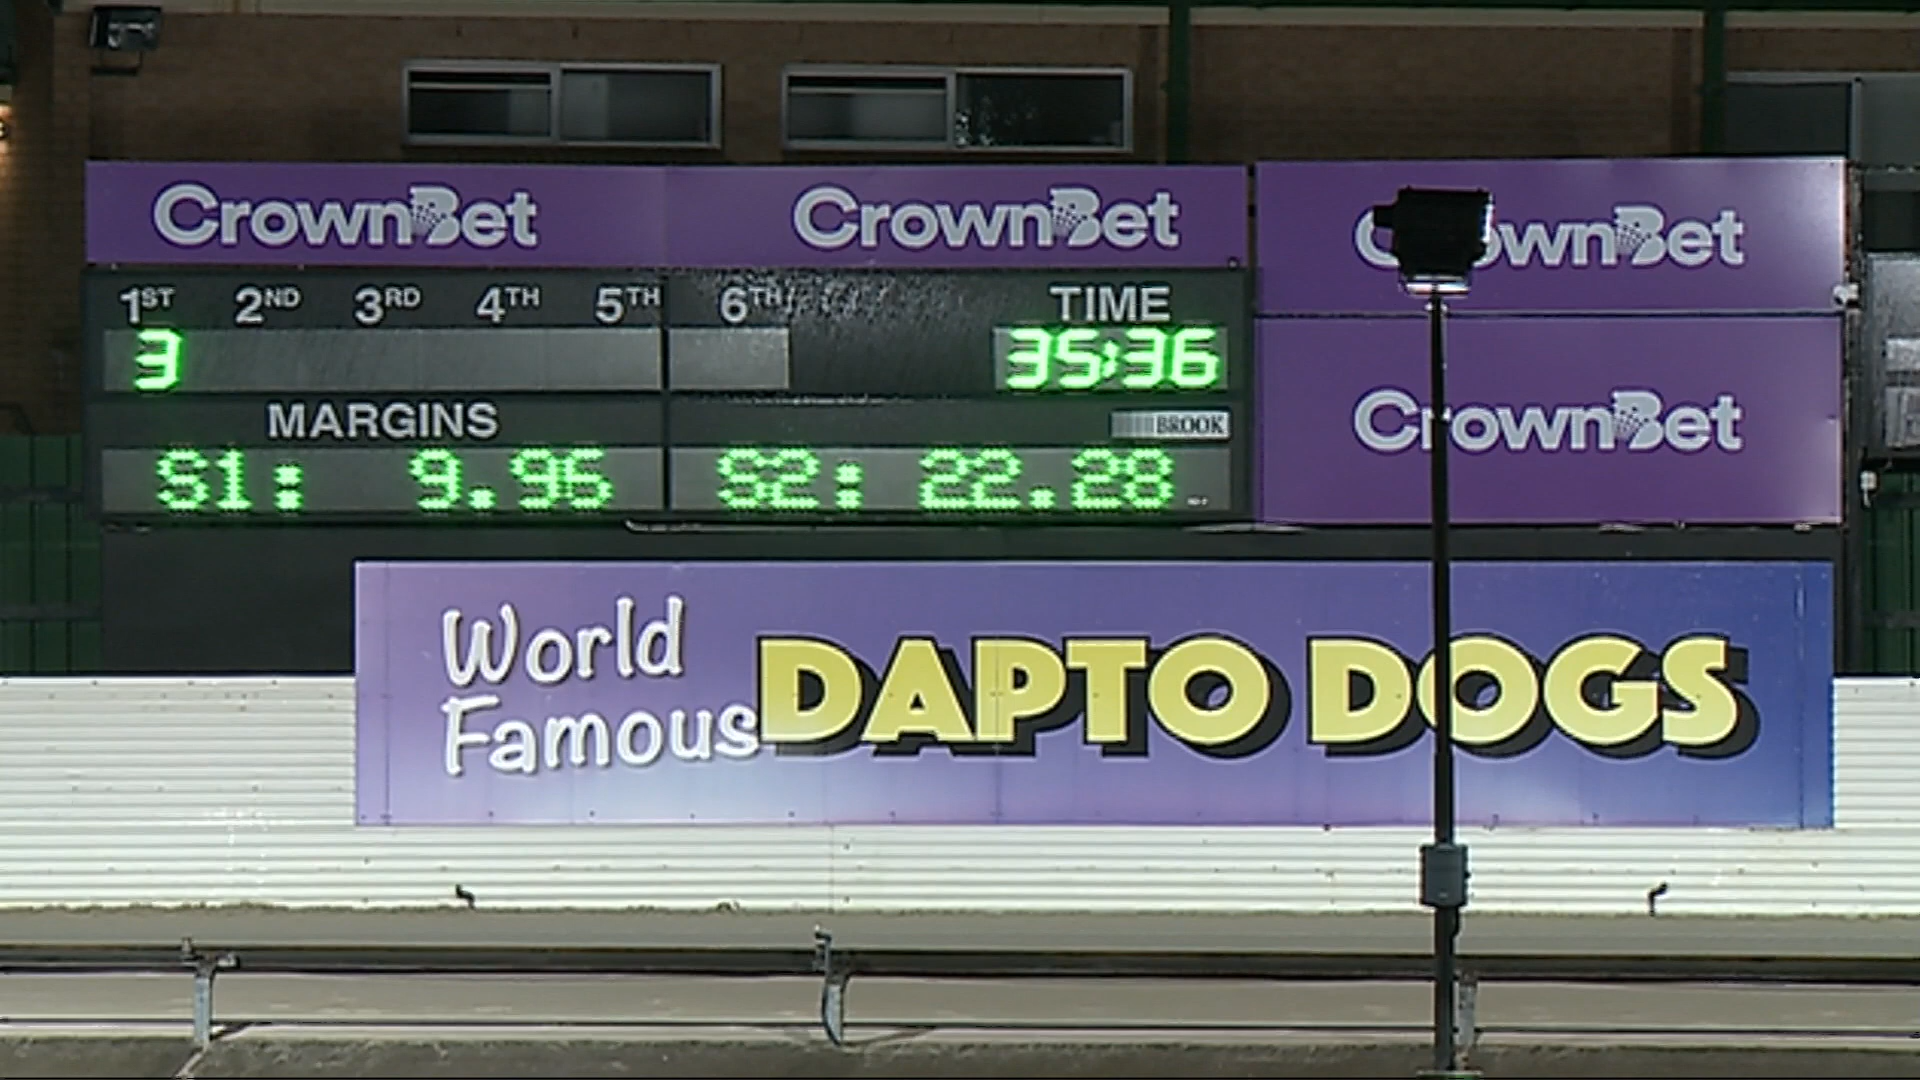 CrownBet CrownBet CrownBet
1ST 2ND 3RD 4TH 5TH 6TH TIME
3 35:36
CrownBet
MARGINS BROOK
S1: 9.95 S2: 22.28
World
Famous DAPTO DOGS